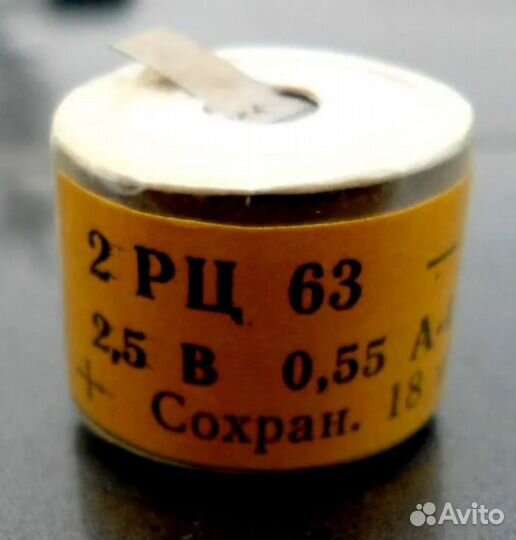 2 РЦ 63 —
2,5 В 0,55 А-
+ Сохран. 18
Avito